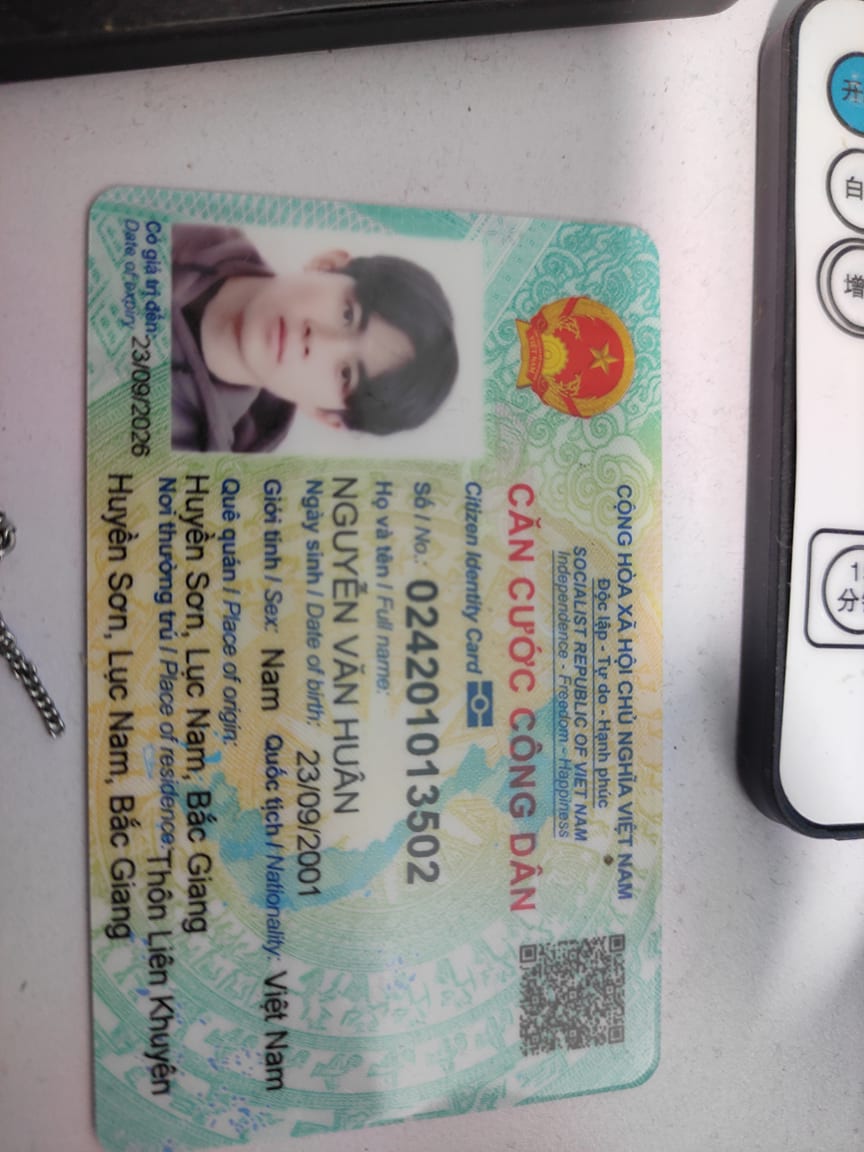 开
白
增
分
CỘNG HÒA XÃ HỘI CHỦ NGHĨA VIỆT NAM
Độc lập - Tự do - Hạnh phúc
SOCIALIST REPUBLIC OF VIET NAM
Independence - Freedom - Happiness
VIỆT NAM
CĂN CƯỚC CÔNG DÂN
Citizen Identity Card
Số / No.: 024201013502
Họ và tên / Full name:
NGUYỄN VĂN HUÂN
Ngày sinh / Date of birth: 23/09/2001
Giới tính / Sex: Nam Quốc tịch / Nationality: Việt Nam
Quê quán / Place of origin:
Huyền Sơn, Lục Nam, Bắc Giang
Nơi thường trú / Place of residence: Thôn Liên Khuyên
Huyền Sơn, Lục Nam, Bắc Giang
Có giá trị đến: 23/09/2026
Date of expiry